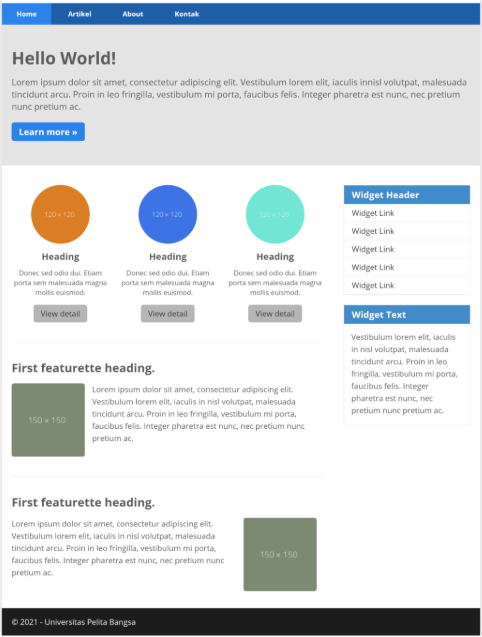 Home Artikel About Kontak
Hello World!
Lorem ipsum dolor sit amet, consectetur adipiscing elit. Vestibulum lorem elit, iaculis innisl volutpat, malesuada
tincidunt arcu. Proin in leo fringilla, vestibulum mi porta, faucibus felis. Integer pharetra est nunc, nec pretium
nunc pretium ac.
Learn more »
120 × 120
Heading
Donec sed odio dui. Etiam
porta sem malesuada magna
mollis euismod.
View detail
120 × 120
Heading
Donec sed odio dui. Etiam
porta sem malesuada magna
mollis euismod.
View detail
120 × 120
Heading
Donec sed odio dui. Etiam
porta sem malesuada magna
mollis euismod.
View detail
First featurette heading.
150 × 150
Lorem ipsum dolor sit amet, consectetur adipiscing elit.
Vestibulum lorem elit, iaculis in nisl volutpat, malesuada
tincidunt arcu. Proin in leo fringilla, vestibulum mi porta,
faucibus felis. Integer pharetra est nunc, nec pretium nunc
pretium ac.
First featurette heading.
Lorem ipsum dolor sit amet, consectetur adipiscing elit.
Vestibulum lorem elit, iaculis in nisl volutpat, malesuada
tincidunt arcu. Proin in leo fringilla, vestibulum mi porta,
faucibus felis. Integer pharetra est nunc, nec pretium nunc
pretium ac.
150 × 150
Widget Header
Widget Link
Widget Link
Widget Link
Widget Link
Widget Link
Widget Text
Vestibulum lorem elit, iaculis
in nisl volutpat, malesuada
tincidunt arcu. Proin in leo
fringilla, vestibulum mi porta,
faucibus felis. Integer
pharetra est nunc, nec
pretium nunc pretium ac.
© 2021 - Universitas Pelita Bangsa